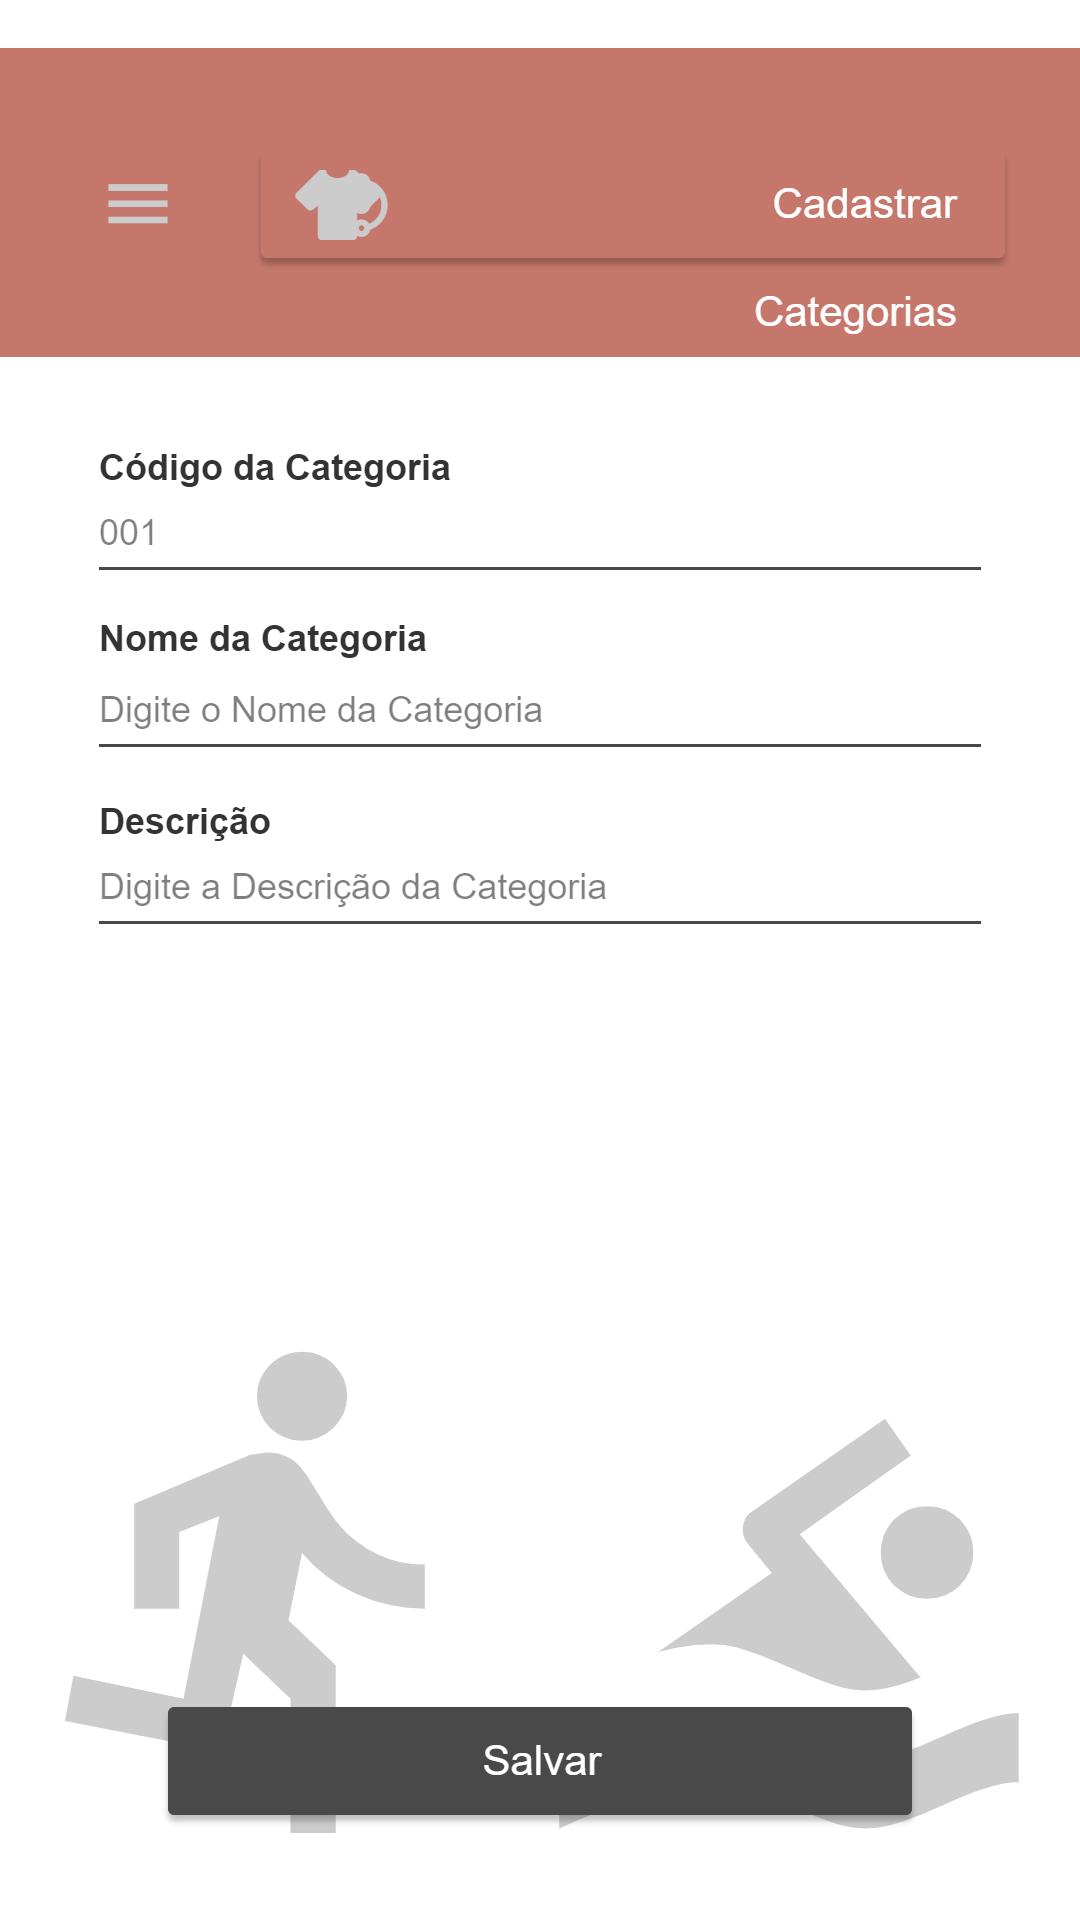 Cadastrar
Categorias
Código da Categoria
001
Nome da Categoria
Digite o Nome da Categoria
Descrição
Digite a Descrição da Categoria
Salvar